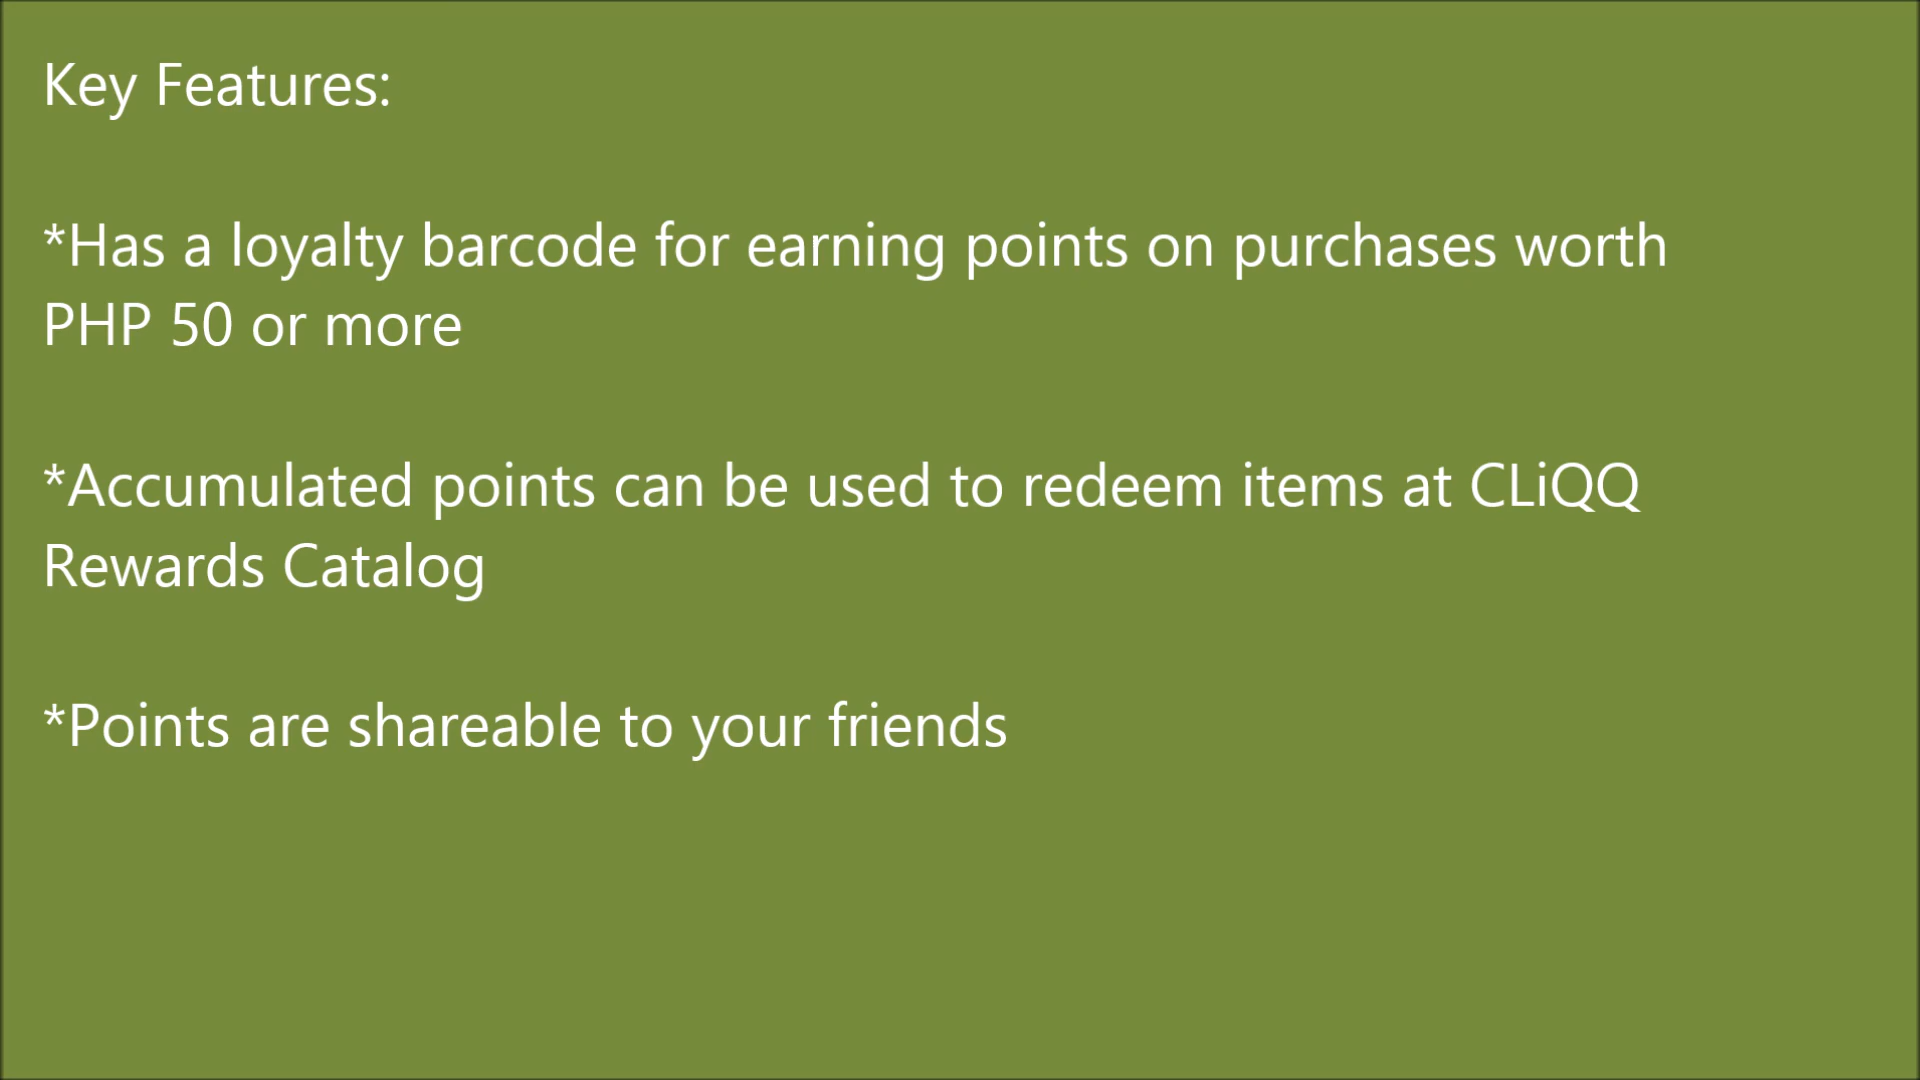 Key Features:
*Has a loyalty barcode for earning points on purchases worth
PHP 50 or more
*Accumulated points can be used to redeem items at CLiQQ
Rewards Catalog
*Points are shareable to your friends